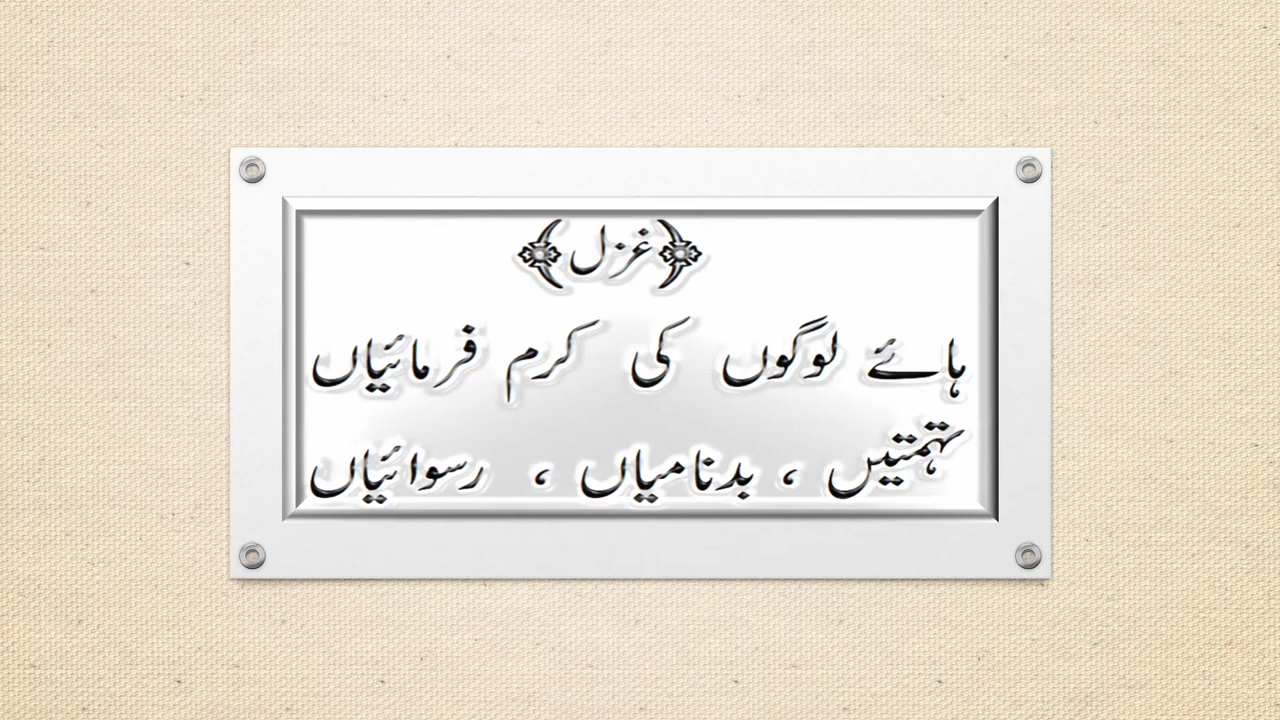 ﴿غزل﴾
ہائے لوگوں کی کرم فرمائیاں
تہمتیں ، بدنامیاں ، رسوائیاں